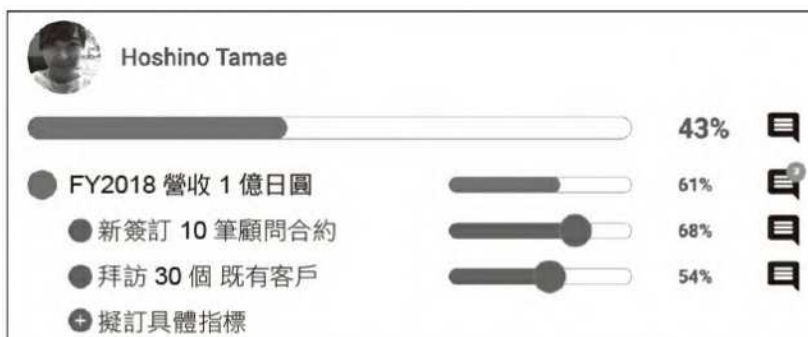 Hoshino Tamae
43%
FY2018 營收 1 億日圓 61%
新簽訂 10 筆顧問合約 68%
拜訪 30 個 既有客戶 54%
擬訂具體指標